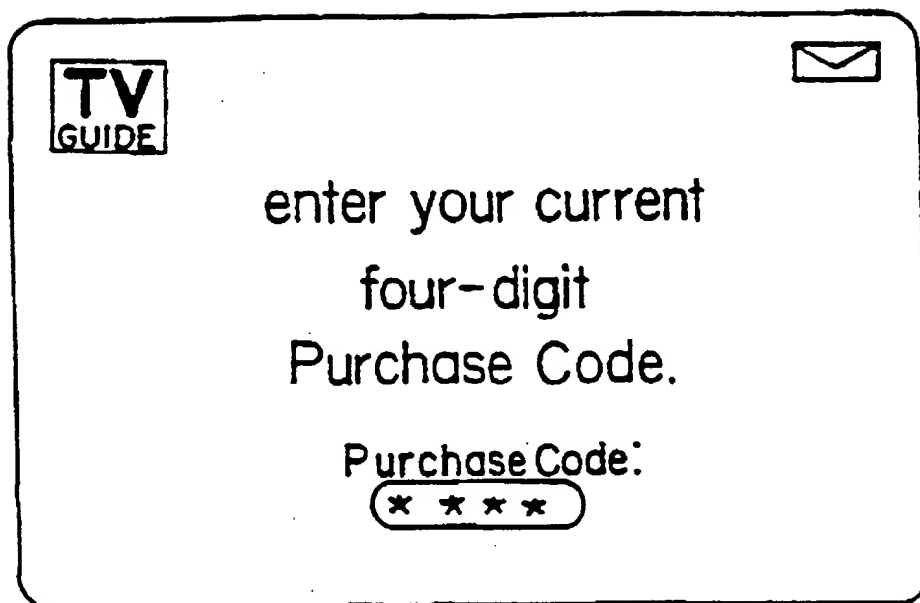 TV
GUIDE
enter your current
four-digit
Purchase Code.
Purchase Code:
* * * *